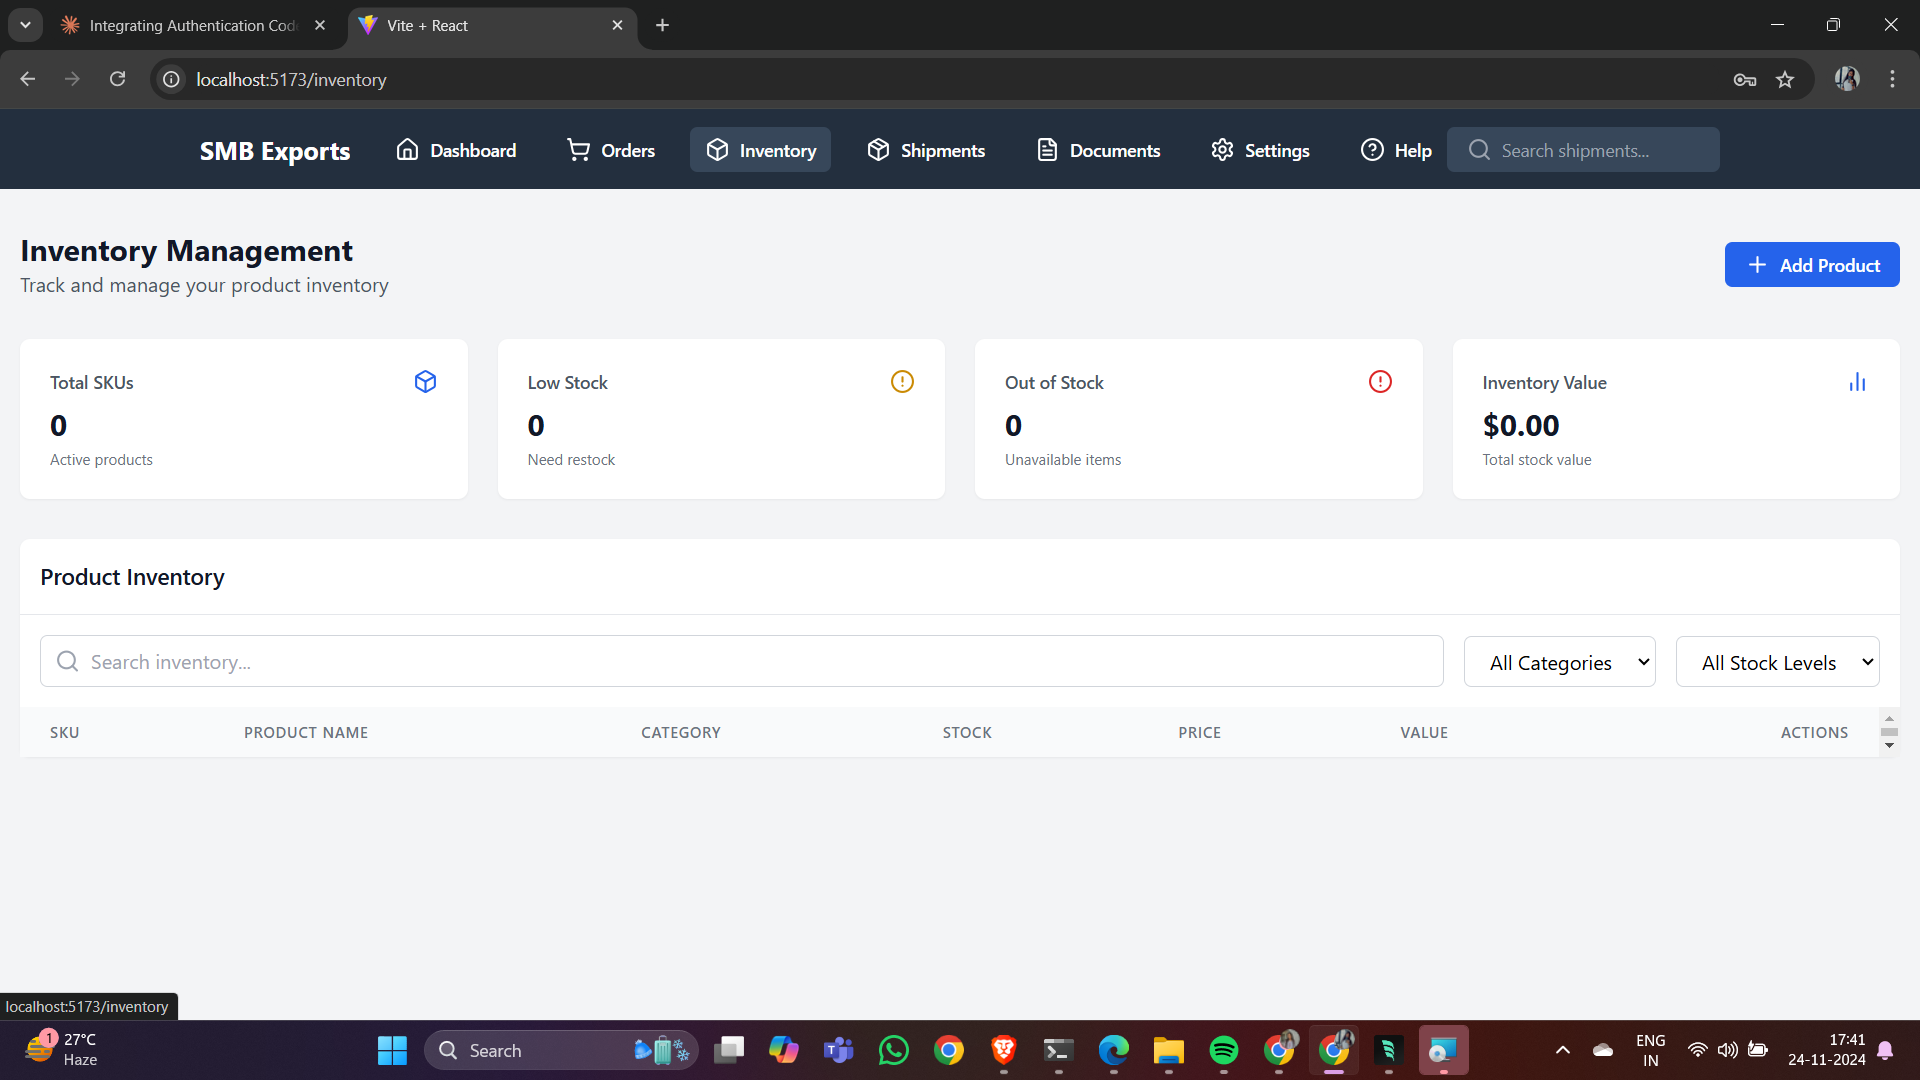 Integrating Authentication Cod
Vite + React
localhost:5173/inventory
SMB Exports
Dashboard
Orders
Inventory
Shipments
Documents
Settings
Help
Search shipments...
Inventory Management
Track and manage your product inventory
Add Product
Total SKUs
0
Active products
Low Stock
0
Need restock
Out of Stock
0
Unavailable items
Inventory Value
$0.00
Total stock value
Product Inventory
Search inventory...
All Categories
All Stock Levels
SKU PRODUCT NAME CATEGORY STOCK PRICE VALUE ACTIONS
localhost:5173/inventory
1
27°C
Haze
Search
ENG
IN
17:41
24-11-2024